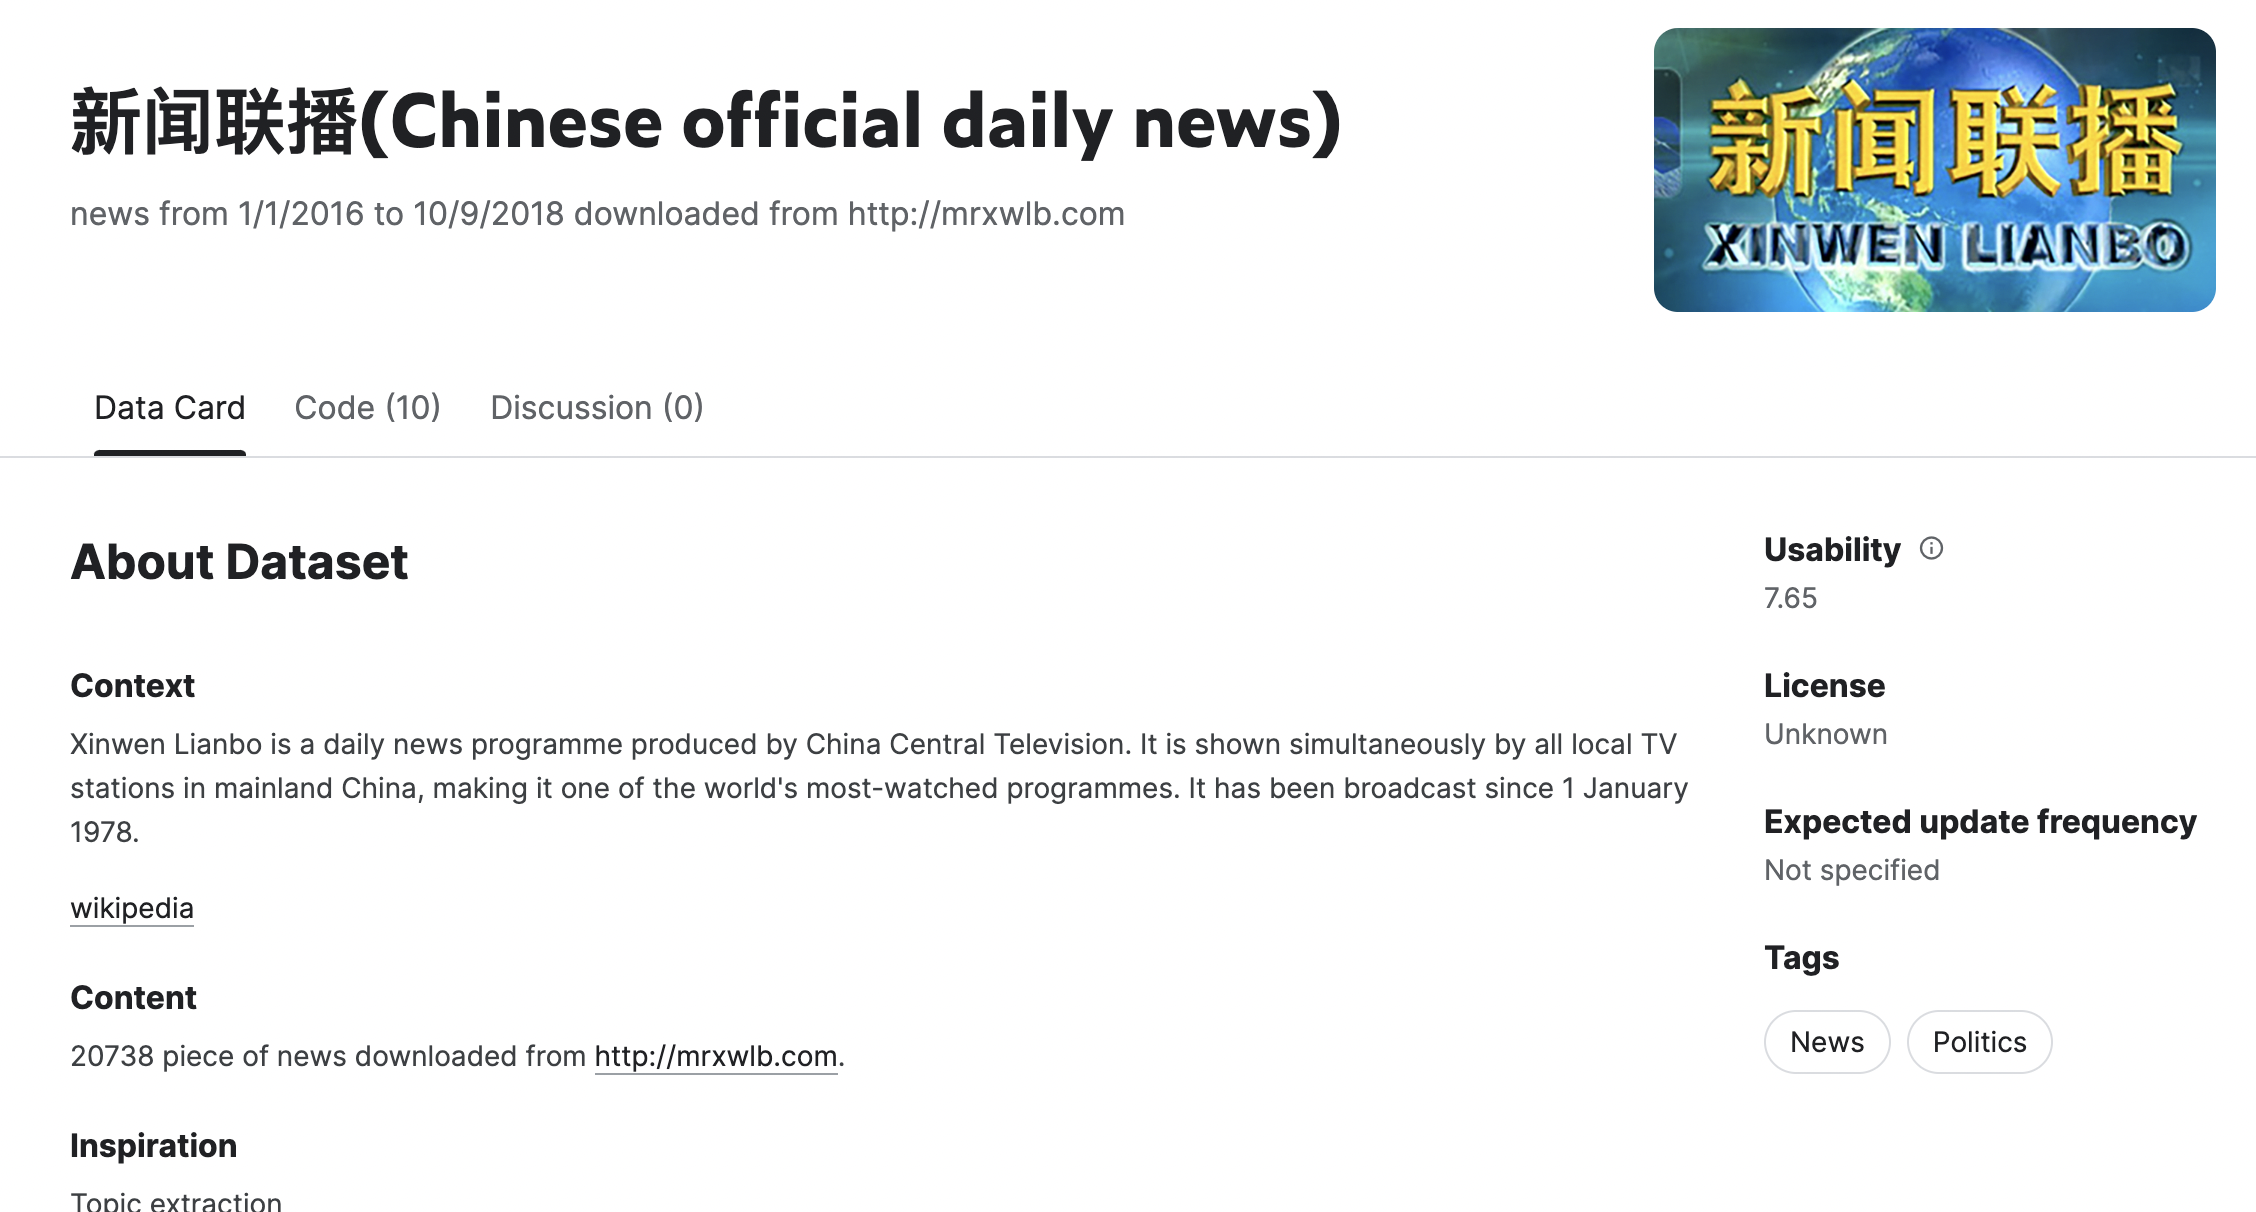 新闻联播(Chinese official daily news)
news from 1/1/2016 to 10/9/2018 downloaded from http://mrxwlb.com
新闻联播
XINWEN LIANBO
Data Card
Code (10)
Discussion (0)
About Dataset
Context
Xinwen Lianbo is a daily news programme produced by China Central Television. It is shown simultaneously by all local TV
stations in mainland China, making it one of the world's most-watched programmes. It has been broadcast since 1 January
1978.
wikipedia
Content
20738 piece of news downloaded from http://mrxwlb.com.
Inspiration
Topic extraction
Usability
7.65
License
Unknown
Expected update frequency
Not specified
Tags
News
Politics